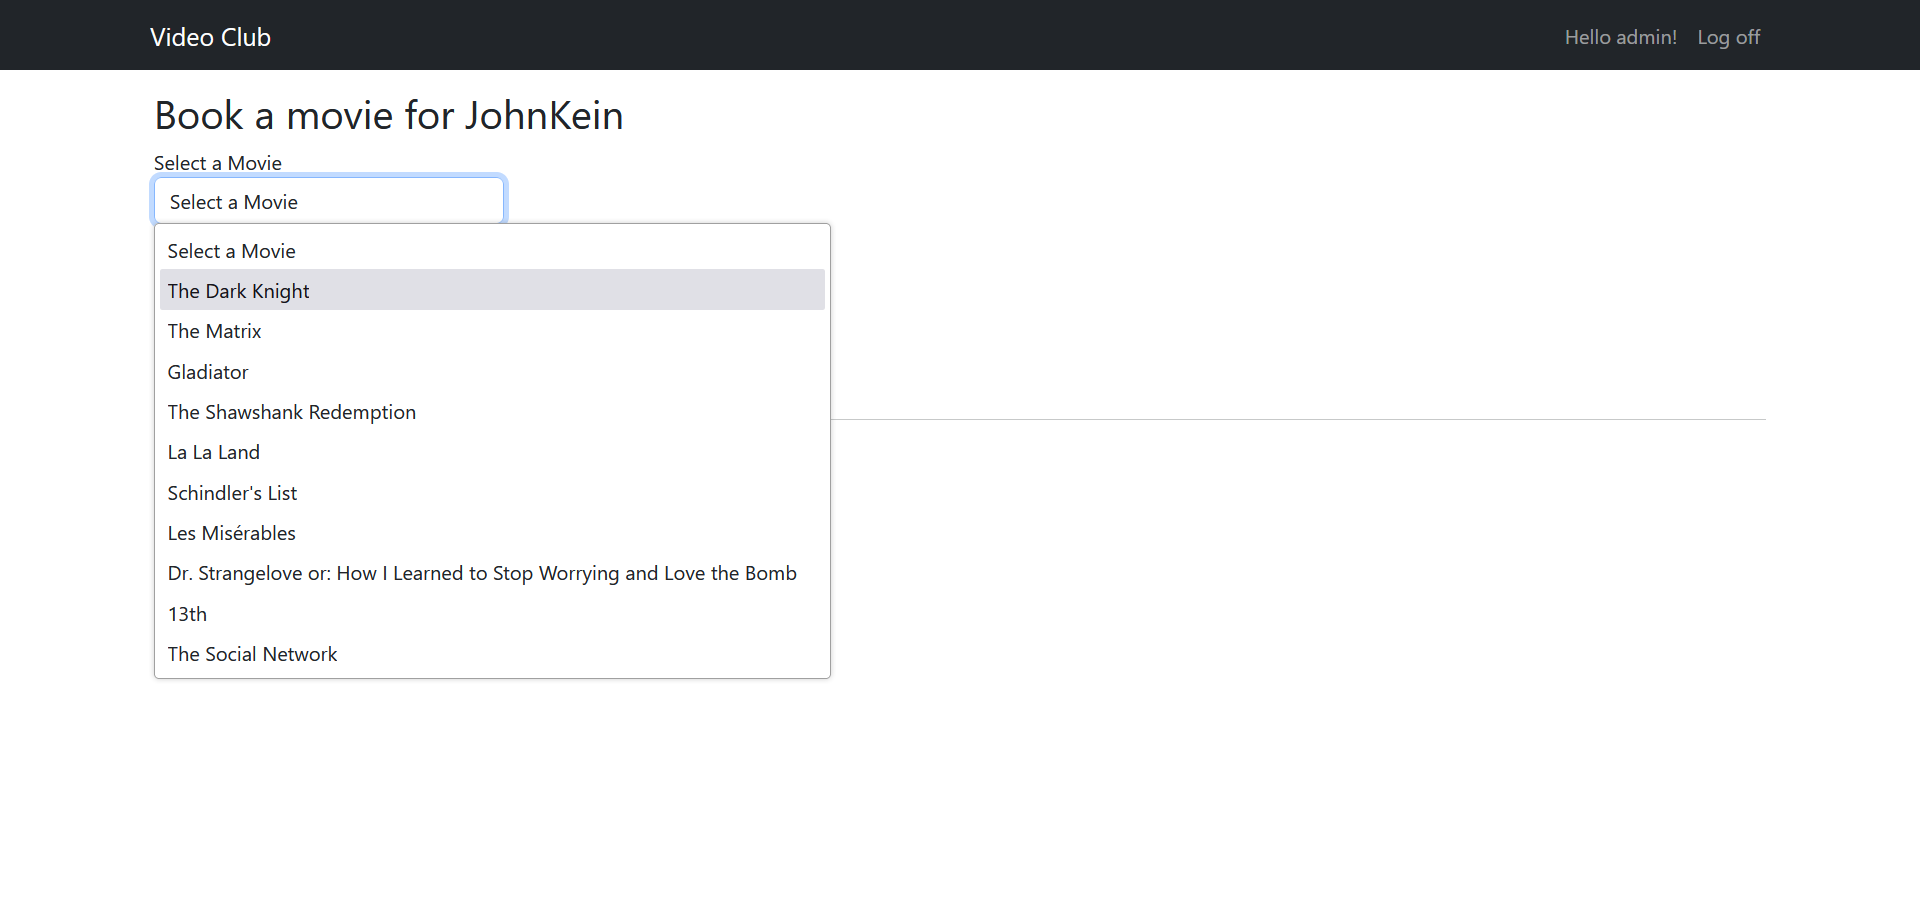 Video Club
Hello admin! Log off
Book a movie for JohnKein
Select a Movie
Select a Movie
Select a Movie
The Dark Knight
The Matrix
Gladiator
The Shawshank Redemption
La La Land
Schindler's List
Les Misérables
Dr. Strangelove or: How I Learned to Stop Worrying and Love the Bomb
13th
The Social Network